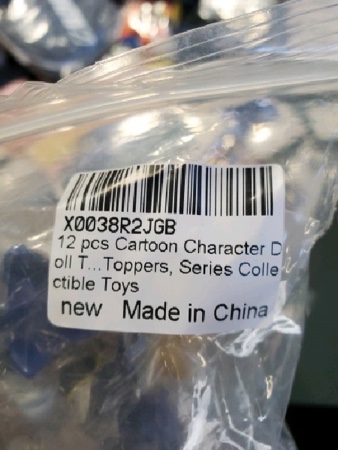 X0038R2JGB
12 pcs Cartoon Character D
oll T...Toppers, Series Colle
ctible Toys
new Made in China